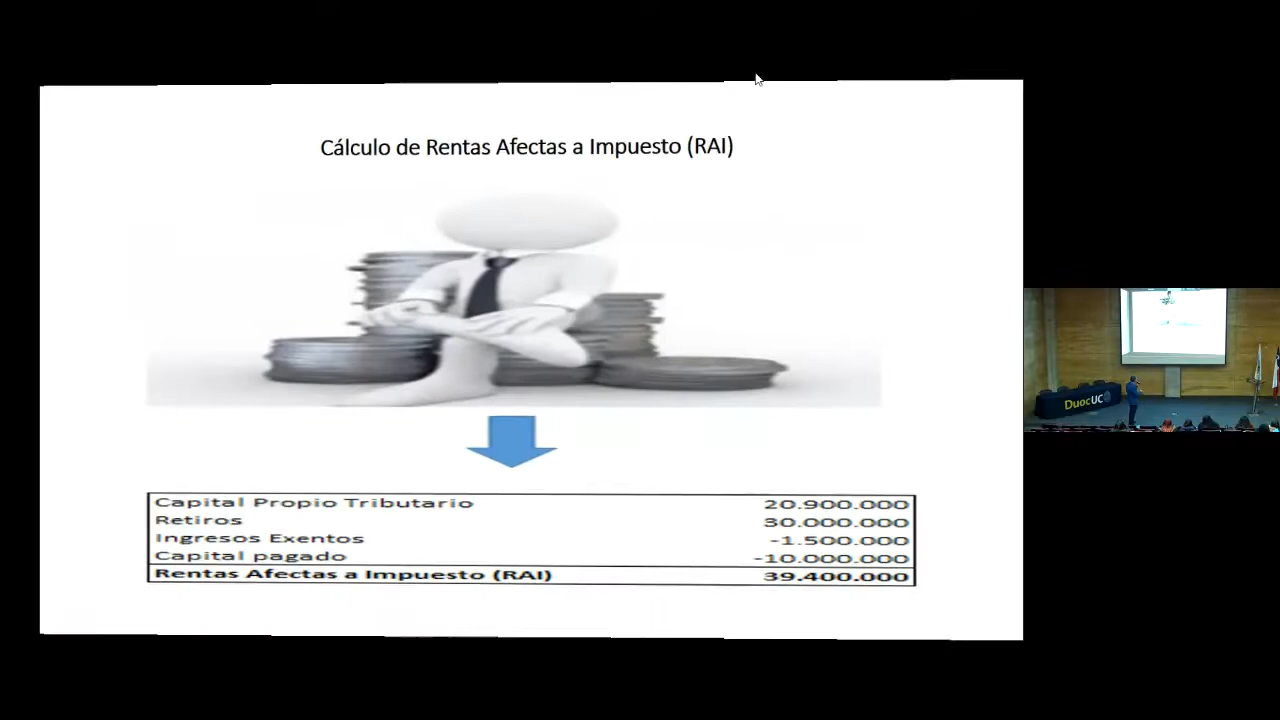 Cálculo de Rentas Afectas a Impuesto (RAI)
Capital Propio Tributario 20.900.000
Retiros 30.000.000
Ingresos Exentos -1.500.000
Capital pagado -10.000.000
Rentas Afectas a Impuesto (RAI) 39.400.000
DuocUC